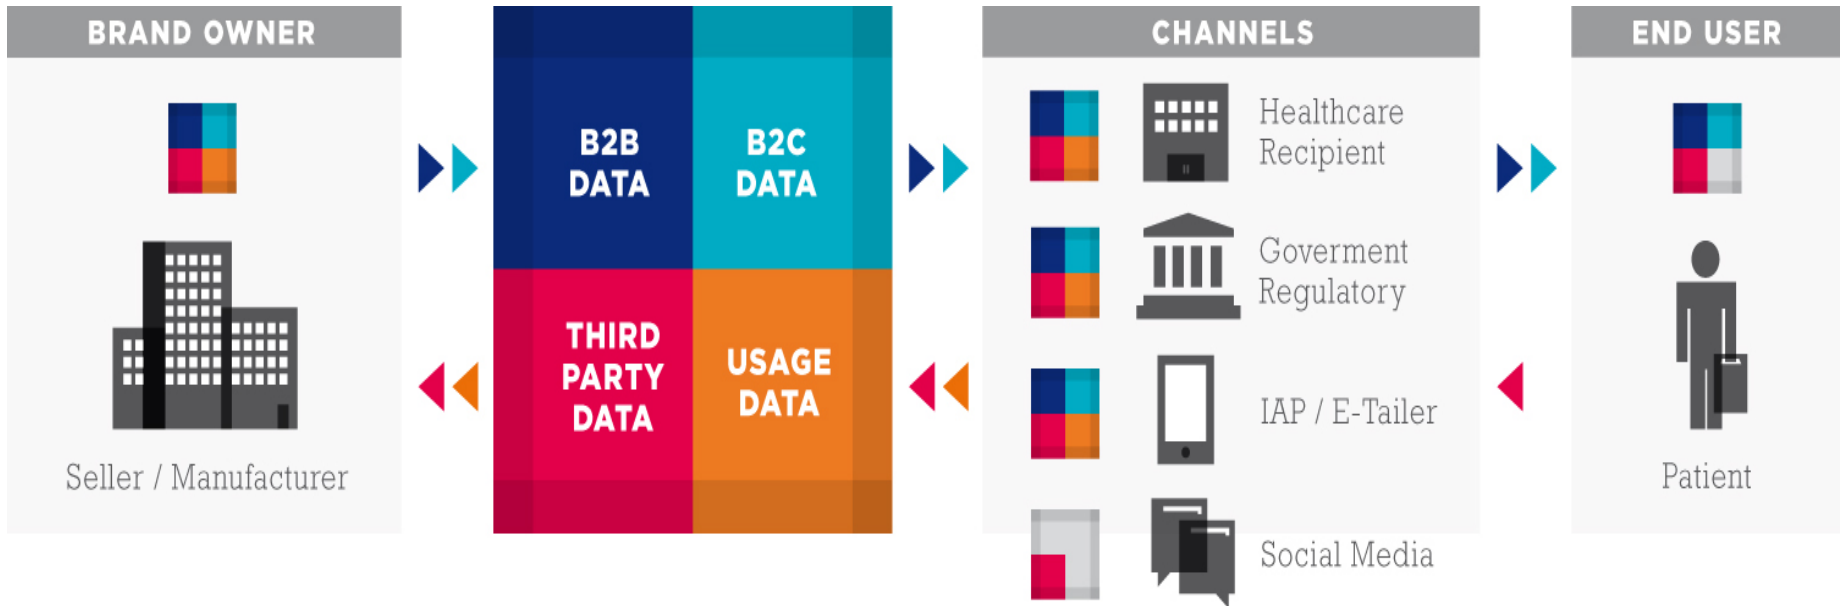 BRAND OWNER
Seller / Manufacturer
B2B
DATA
B2C
DATA
THIRD
PARTY
DATA
USAGE
DATA
CHANNELS
Healthcare
Recipient
Goverment
Regulatory
IAP / E-Tailer
Social Media
END USER
Patient